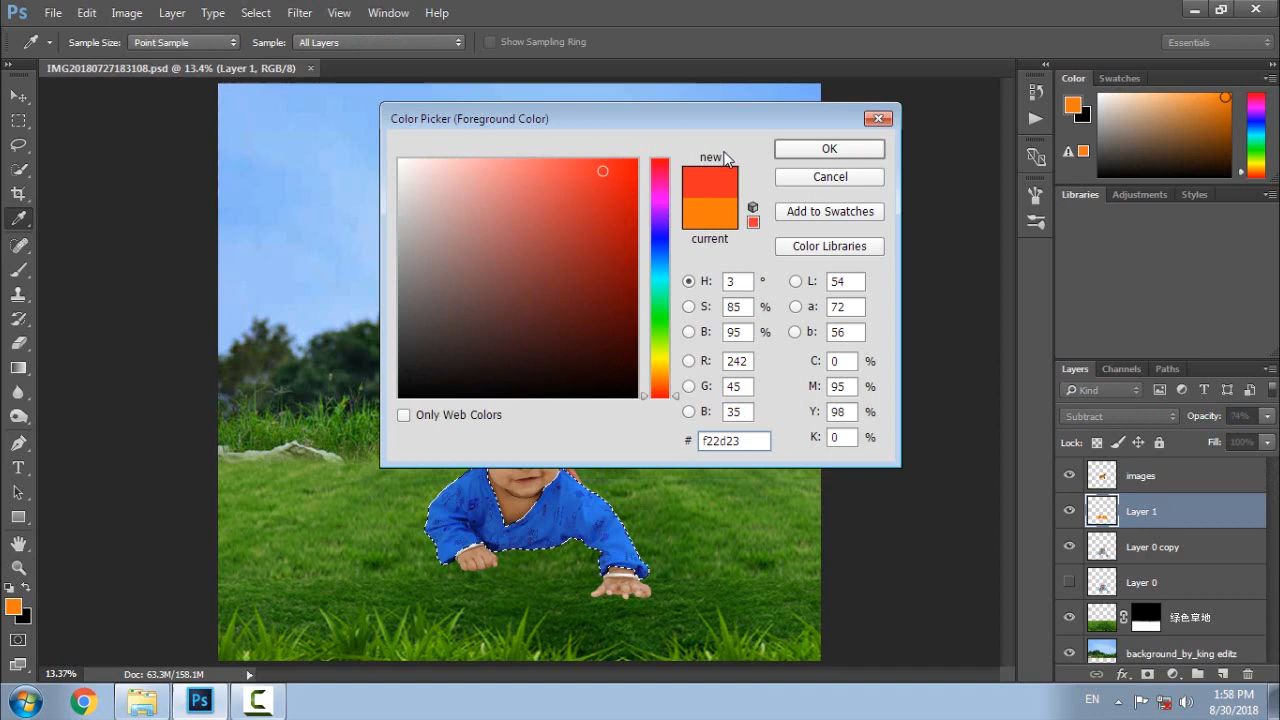 Ps File Edit Image Layer Type Select Filter View Window Help
Sample Size: Point Sample Sample: All Layers Show Sampling Ring Essentials
IMG20180727183108.psd @ 13.4% (Layer 1, RGB/8) ×
Color Swatches
Color Picker (Foreground Color)
new
current
OK
Cancel
Add to Swatches
Color Libraries
H: 3 ° L: 54
S: 85 % a: 72
B: 95 % b: 56
R: 242 C: 0 %
G: 45 M: 95 %
B: 35 Y: 98 %
# f22d23 K: 0 %
Only Web Colors
Libraries Adjustments Styles
Layers Channels Paths
Kind
Subtract Opacity: 74%
Lock: Fill: 100%
images
Layer 1
Layer 0 copy
Layer 0
绿色草地
background_by_king editz
13.37% Doc: 63.3M/158.1M
Ps
EN 1:58 PM
8/30/2018